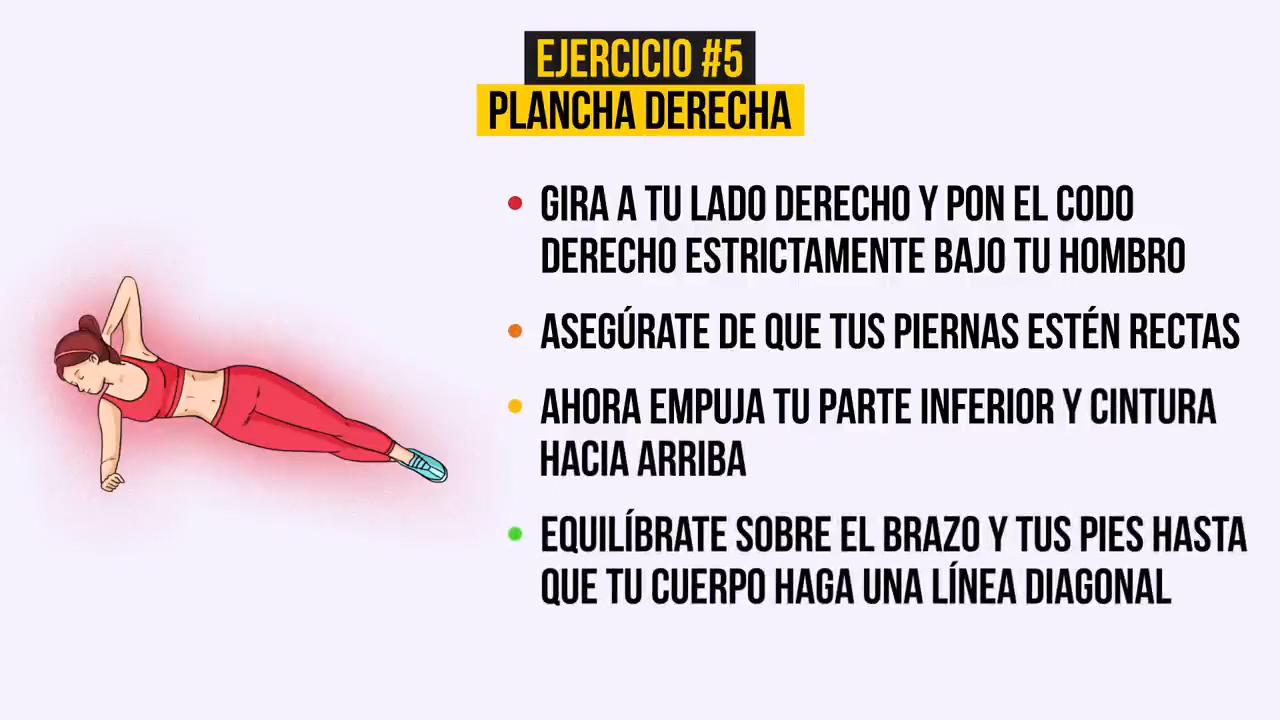 EJERCICIO #5
PLANCHA DERECHA
• GIRA A TU LADO DERECHO Y PON EL CODO
DERECHO ESTRICTAMENTE BAJO TU HOMBRO
• ASEGÚRATE DE QUE TUS PIERNAS ESTÉN RECTAS
• AHORA EMPUJA TU PARTE INFERIOR Y CINTURA
HACIA ARRIBA
• EQUILÍBRATE SOBRE EL BRAZO Y TUS PIES HASTA
QUE TU CUERPO HAGA UNA LÍNEA DIAGONAL